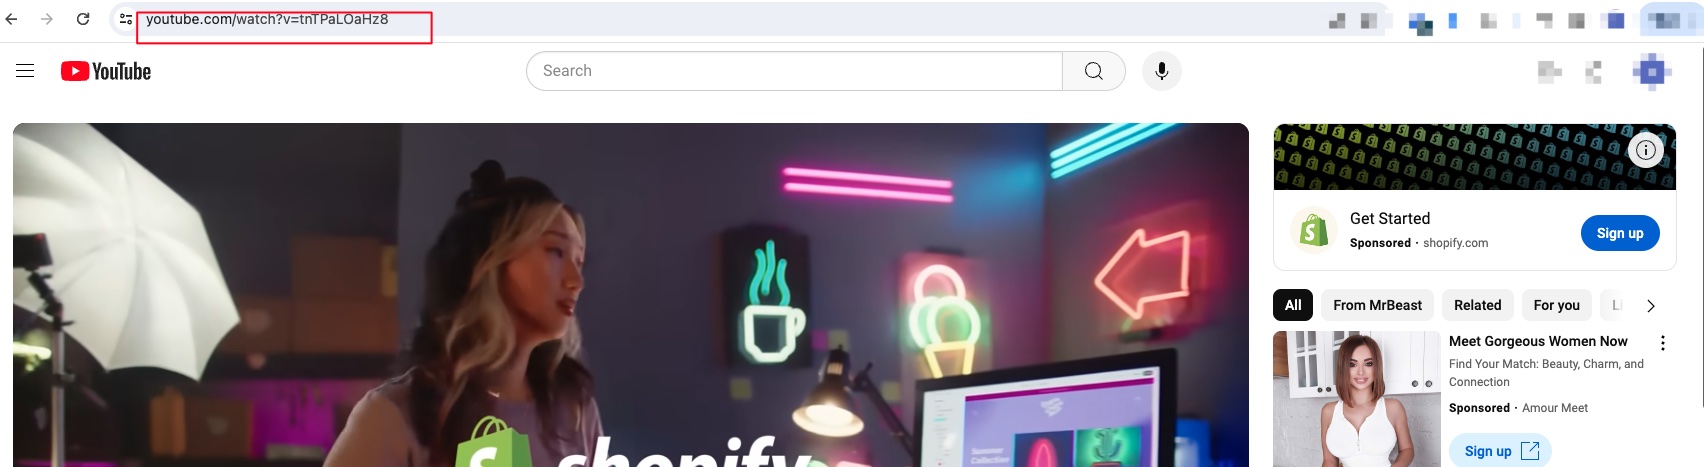 youtube.com/watch?v=tnTPaLOaHz8
YouTube
Search
shopify
Get Started
Sponsored · shopify.com
Sign up
All
From MrBeast
Related
For you
Meet Gorgeous Women Now
Find Your Match: Beauty, Charm, and
Connection
Sponsored · Amour Meet
Sign up